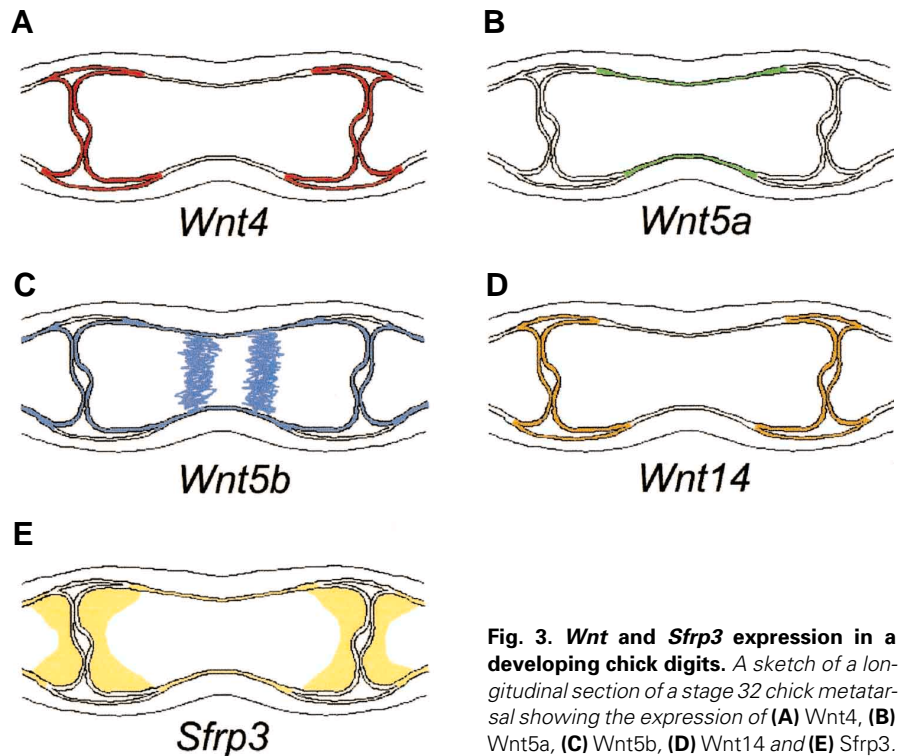 A
B
Wnt4
Wnt5a
C
D
Wnt5b
Wnt14
E
Sfrp3
Fig. 3. Wnt and Sfrp3 expression in a
developing chick digits. A sketch of a lon-
gitudinal section of a stage 32 chick metatar-
sal showing the expression of (A) Wnt4, (B)
Wnt5a, (C) Wnt5b, (D) Wnt14 and (E) Sfrp3.